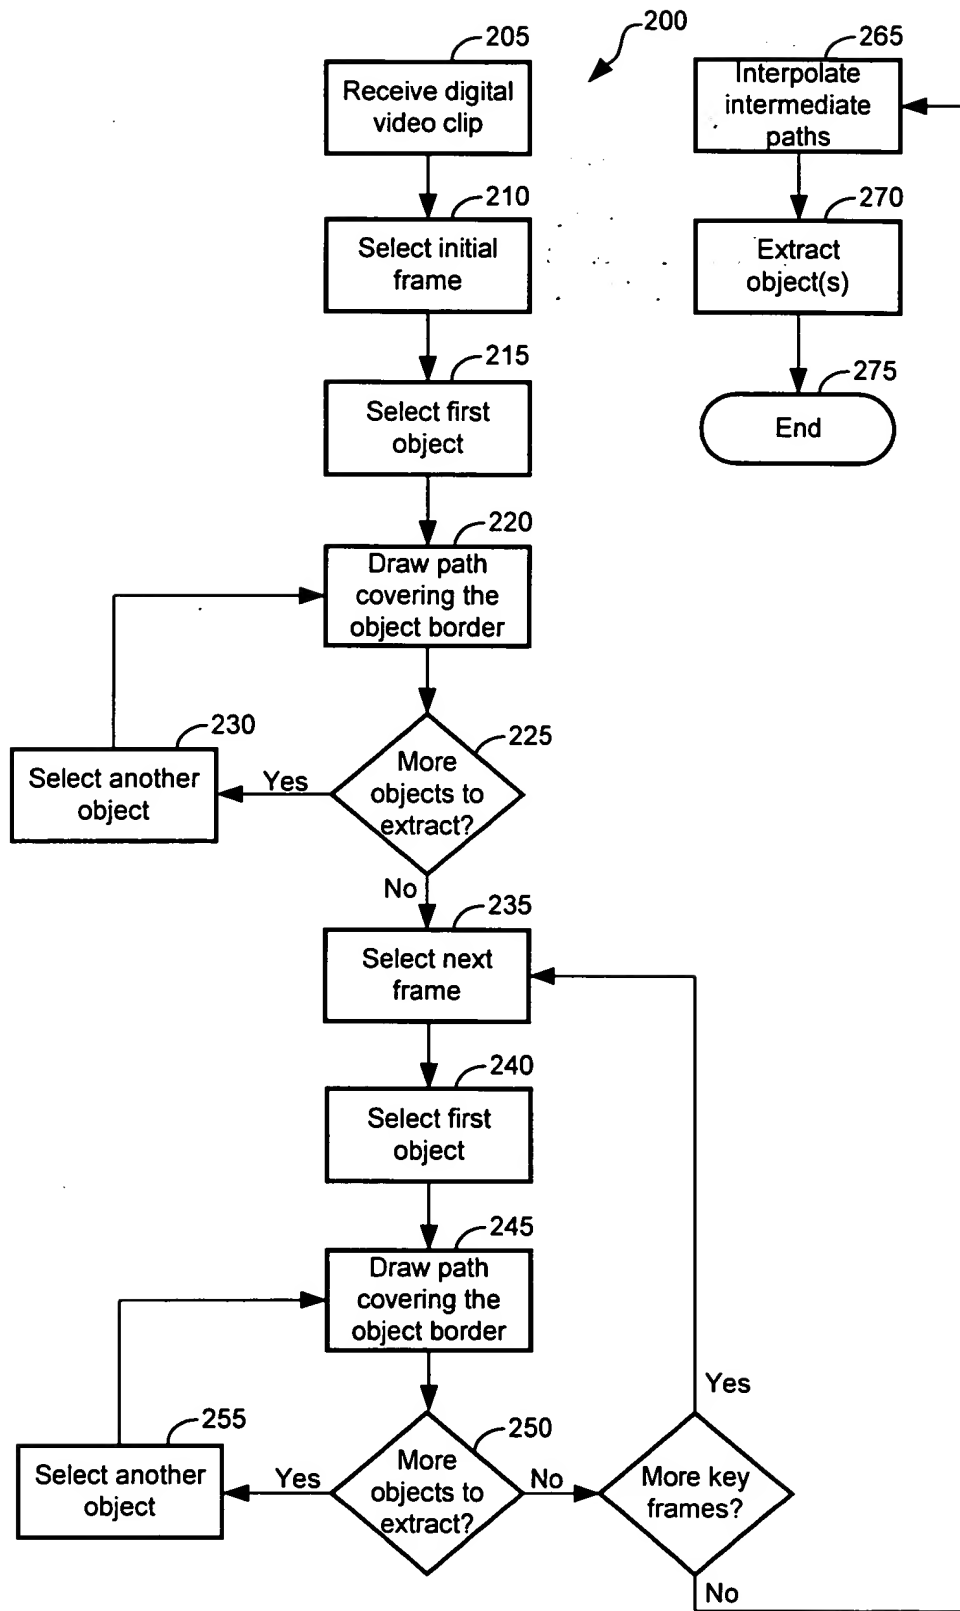 200
205
Receive digital
video clip
210
Select initial
frame
215
Select first
object
220
Draw path
covering the
object border
225
More
objects to
extract?
Yes
230
Select another
object
No
235
Select next
frame
240
Select first
object
245
Draw path
covering the
object border
250
More
objects to
extract?
Yes
255
Select another
object
No
More key
frames?
Yes
No
265
Interpolate
intermediate
paths
270
Extract
object(s)
275
End